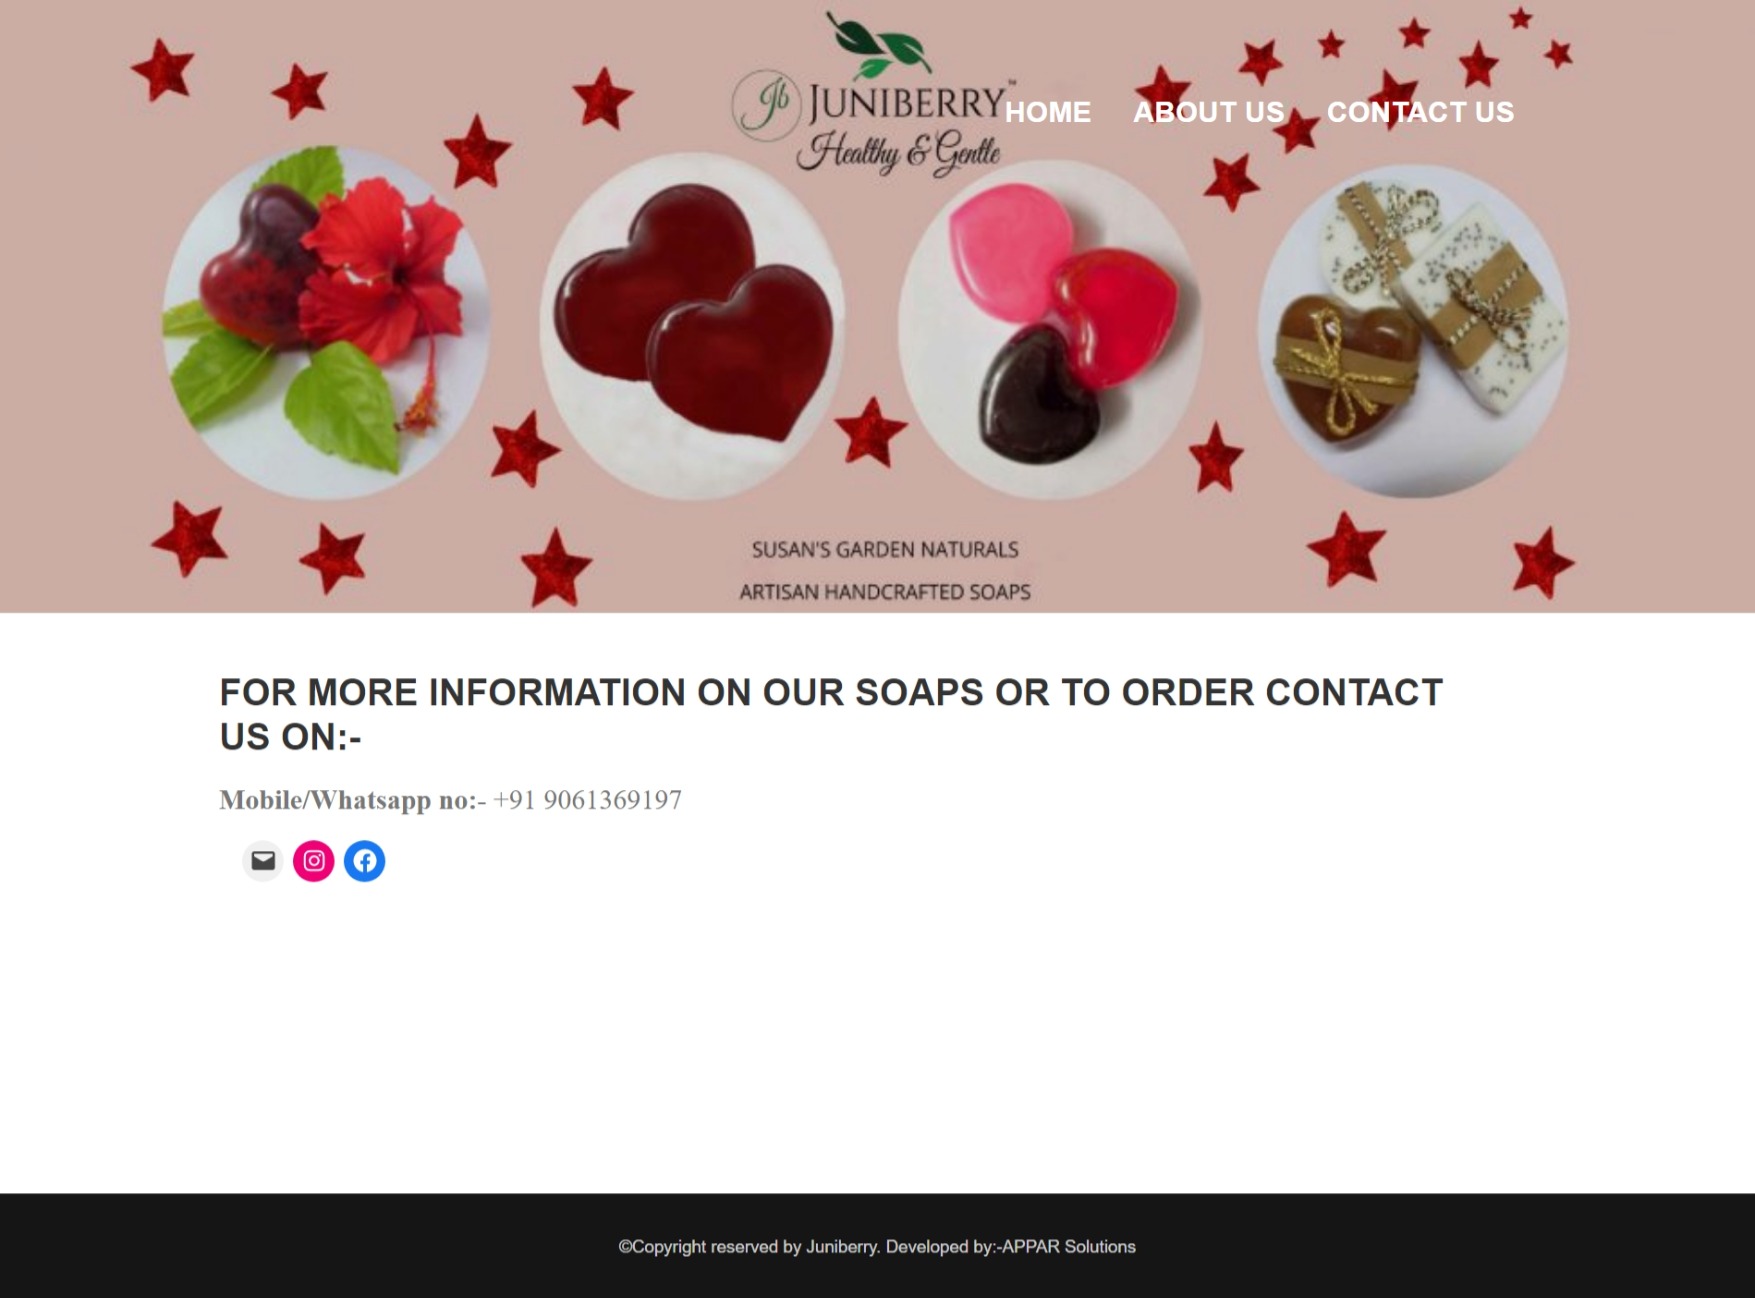 Jb JUNIBERRY™
Healthy & Gentle
HOME ABOUT US CONTACT US
SUSAN'S GARDEN NATURALS
ARTISAN HANDCRAFTED SOAPS
FOR MORE INFORMATION ON OUR SOAPS OR TO ORDER CONTACT
US ON:-
Mobile/Whatsapp no:- +91 9061369197
©Copyright reserved by Juniberry. Developed by:-APPAR Solutions